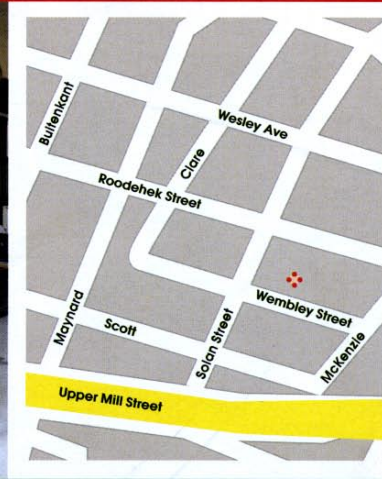 Buitenkant
Wesley Ave
Clare
Roodehek Street
Maynard
Scott
Solan Street
Wembley Street
McKenzie
Upper Mill Street